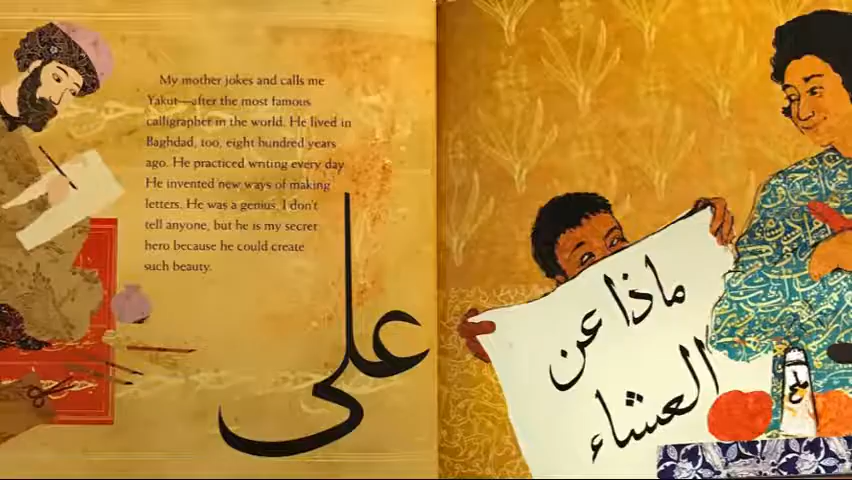 My mother jokes and calls me
Yakut—after the most famous
calligrapher in the world. He lived in
Baghdad, too, eight hundred years
ago. He practiced writing every day.
He invented new ways of making
letters. He was a genius. I don't
tell anyone, but he is my secret
hero because he could create
such beauty.
على
ماذا عن
العشاء
ملح